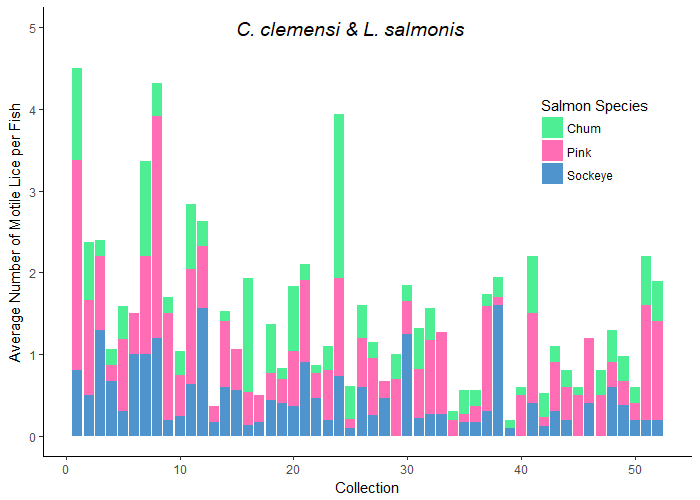 C. clemensi & L. salmonis
Average Number of Motile Lice per Fish
5
4
3
2
1
0
Salmon Species
Chum
Pink
Sockeye
0 10 20 30 40 50
Collection